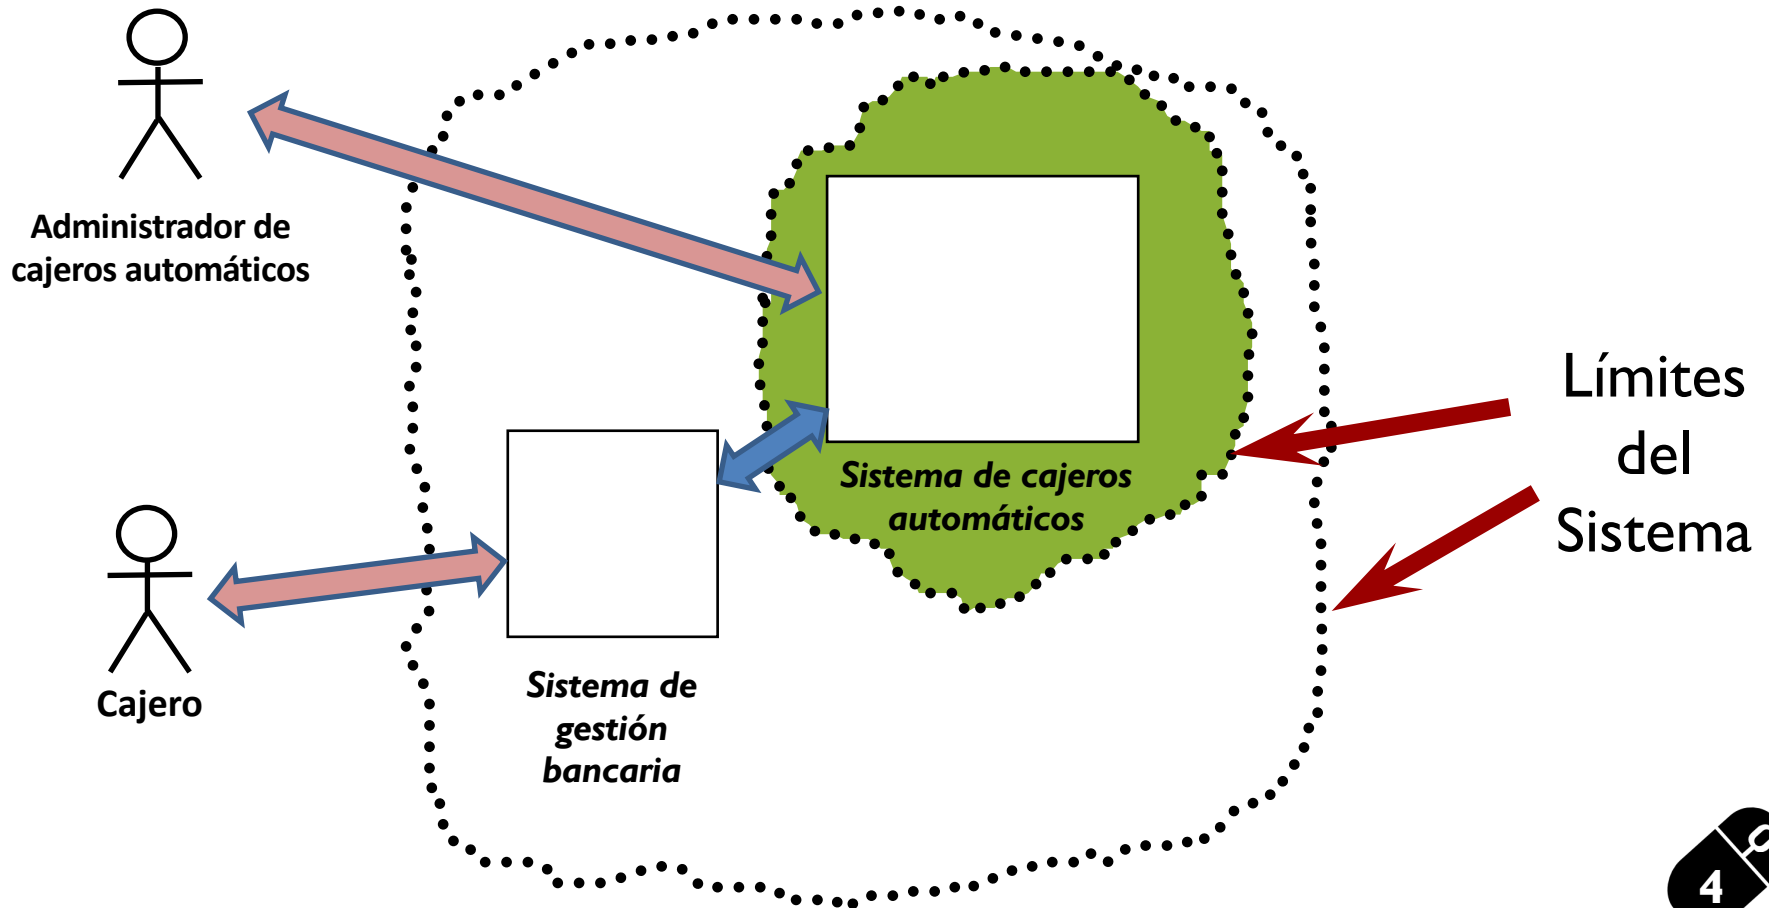 Administrador de
cajeros automáticos
Sistema de cajeros
automáticos
Límites
del
Sistema
Cajero
Sistema de
gestión
bancaria
4